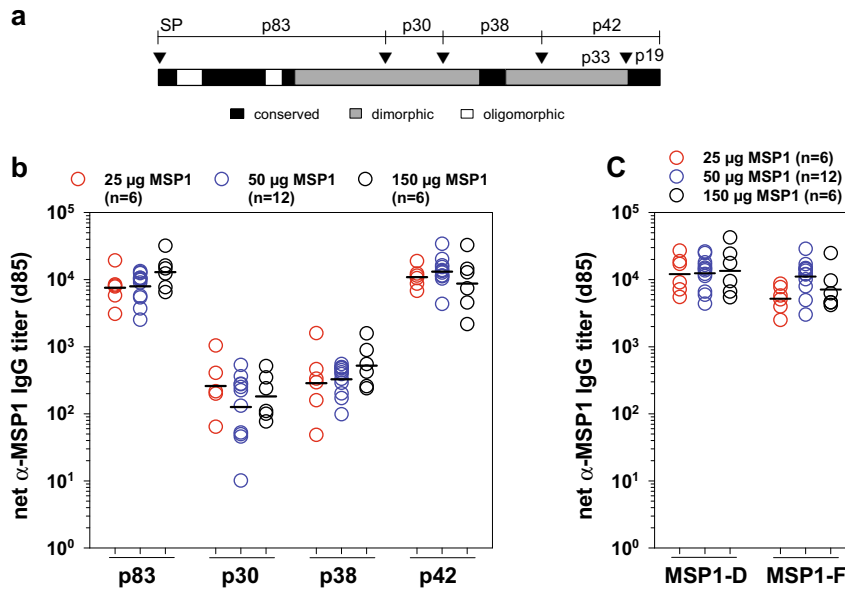 a
SP p83 p30 p38 p42
p33 p19
conserved dimorphic oligomorphic
b
25 µg MSP1 (n=6)
50 µg MSP1 (n=12)
150 µg MSP1 (n=6)
net α-MSP1 IgG titer (d85)
10^5
10^4
10^3
10^2
10^1
10^0
p83 p30 p38 p42
C
25 µg MSP1 (n=6)
50 µg MSP1 (n=12)
150 µg MSP1 (n=6)
net α-MSP1 IgG titer (d85)
10^5
10^4
10^3
10^2
10^1
10^0
MSP1-D MSP1-F